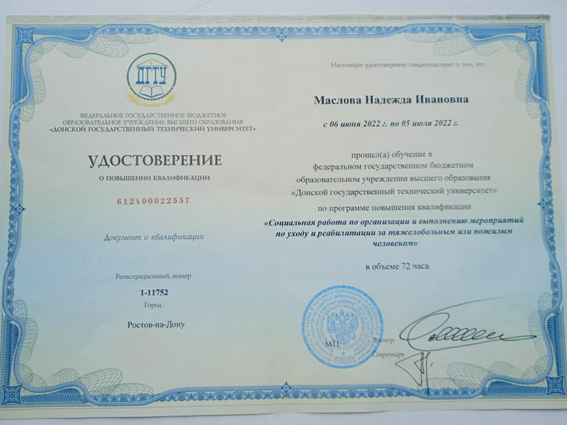 ДГТУ
ФЕДЕРАЛЬНОЕ ГОСУДАРСТВЕННОЕ БЮДЖЕТНОЕ
ОБРАЗОВАТЕЛЬНОЕ УЧРЕЖДЕНИЕ ВЫСШЕГО ОБРАЗОВАНИЯ
«ДОНСКОЙ ГОСУДАРСТВЕННЫЙ ТЕХНИЧЕСКИЙ УНИВЕРСИТЕТ»
УДОСТОВЕРЕНИЕ
О ПОВЫШЕНИИ КВАЛИФИКАЦИИ
612400022557
Документ о квалификации
Регистрационный номер
1-11752
Город
Ростов-на-Дону
Настоящее удостоверение свидетельствует о том, что
Маслова Надежда Ивановна
с 06 июня 2022 г. по 05 июля 2022 г.
прошел(а) обучение в
федеральном государственном бюджетном
образовательном учреждении высшего образования
«Донской государственный технический университет»
по программе повышения квалификации
«Социальная работа по организации и выполнению мероприятий
по уходу и реабилитации за тяжелобольным или пожилым
человеком»
в объеме 72 часа
М.П.
Секретарь